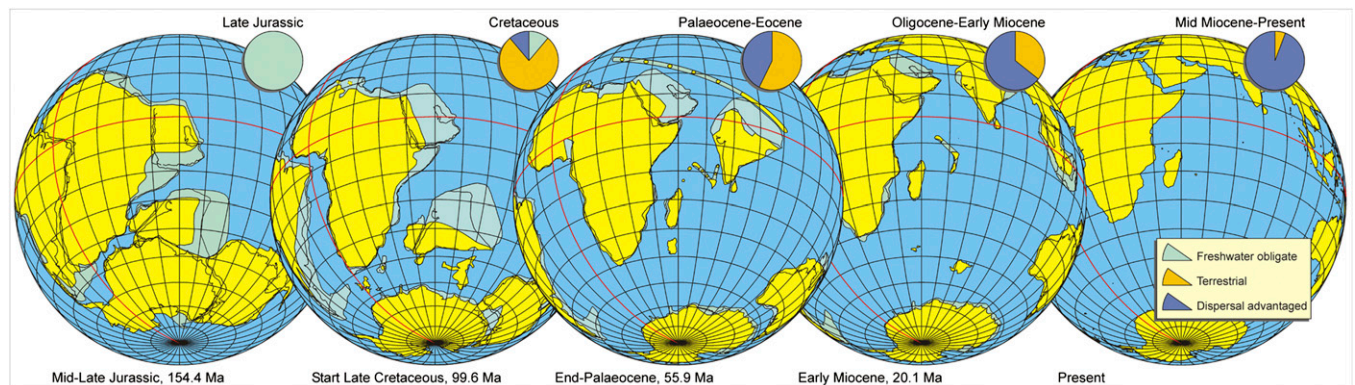 Late Jurassic
Cretaceous
Palaeocene-Eocene
Oligocene-Early Miocene
Mid Miocene-Present
Freshwater obligate
Terrestrial
Dispersal advantaged
Mid-Late Jurassic, 154.4 Ma
Start Late Cretaceous, 99.6 Ma
End-Palaeocene, 55.9 Ma
Early Miocene, 20.1 Ma
Present